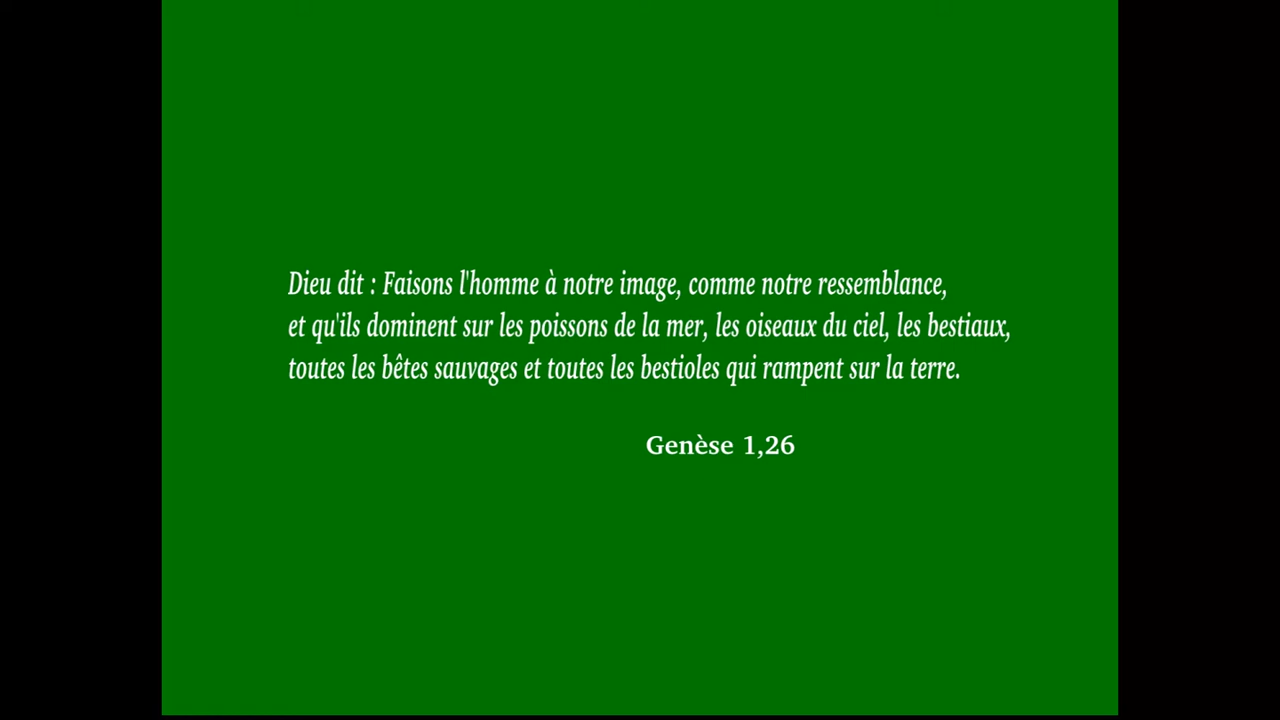 Dieu dit : Faisons l'homme à notre image, comme notre ressemblance,
et qu'ils dominent sur les poissons de la mer, les oiseaux du ciel, les bestiaux,
toutes les bêtes sauvages et toutes les bestioles qui rampent sur la terre.
Genèse 1,26